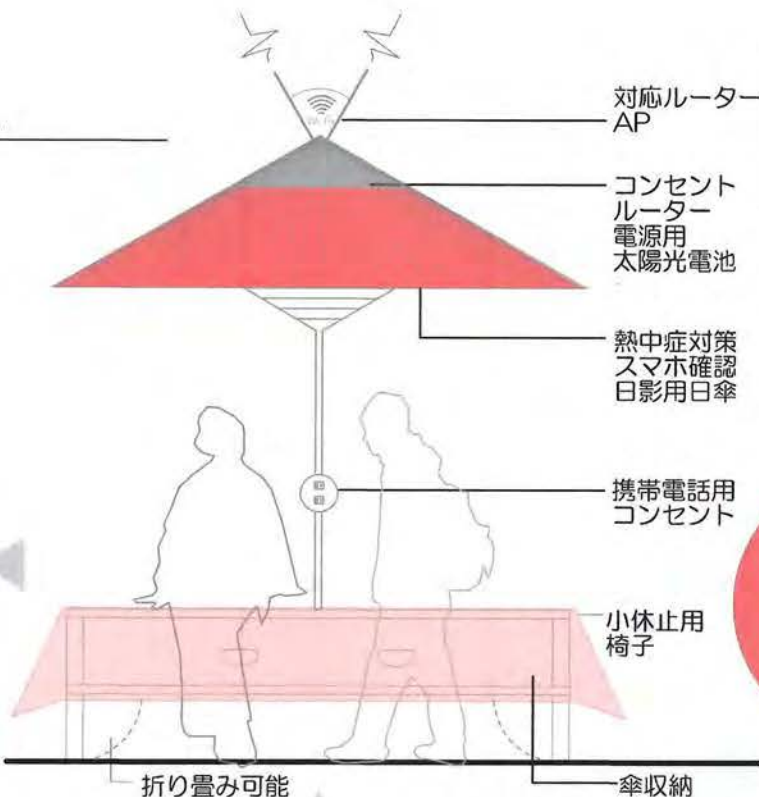 対応ルーター
AP
コンセント
ルーター
電源用
太陽光電池
熱中症対策
スマホ確認
日影用日傘
携帯電話用
コンセント
小休止用
椅子
折り畳み可能
傘収納